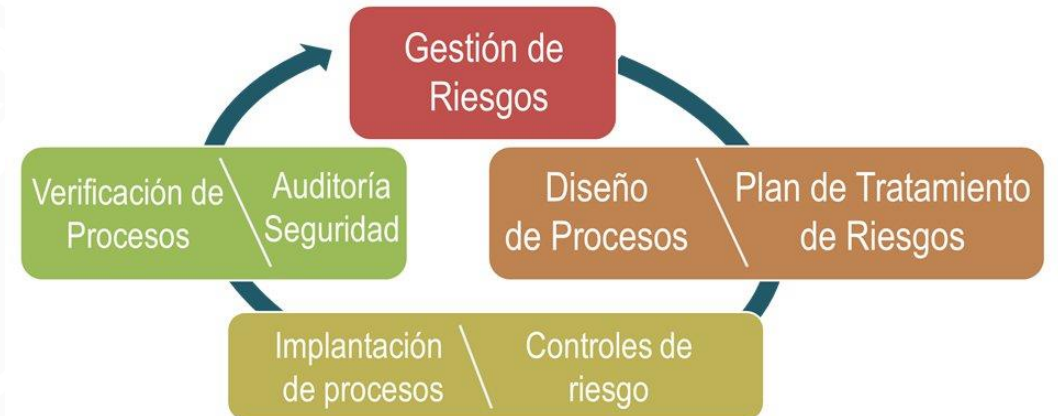 Gestión de
Riesgos
Diseño
de Procesos
Plan de Tratamiento
de Riesgos
Implantación
de procesos
Controles de
riesgo
Verificación de
Procesos
Auditoría
Seguridad